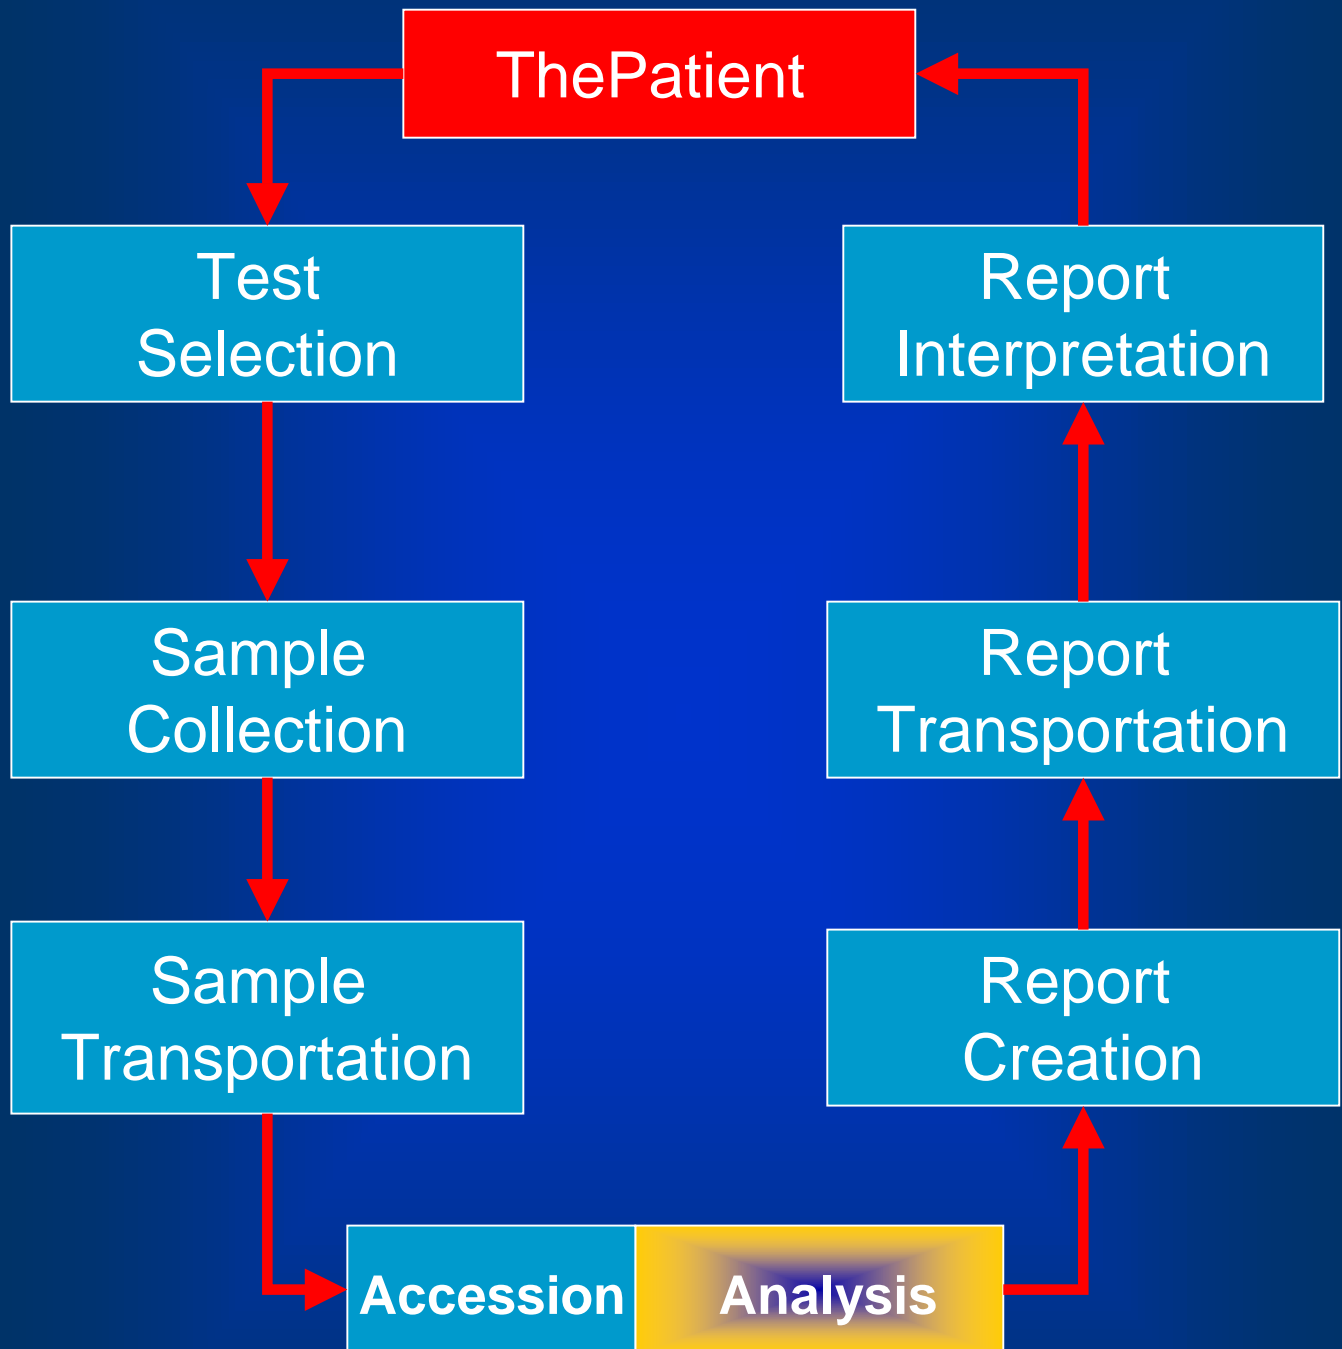 ThePatient
Test
Selection
Sample
Collection
Sample
Transportation
Accession
Analysis
Report
Creation
Report
Transportation
Report
Interpretation